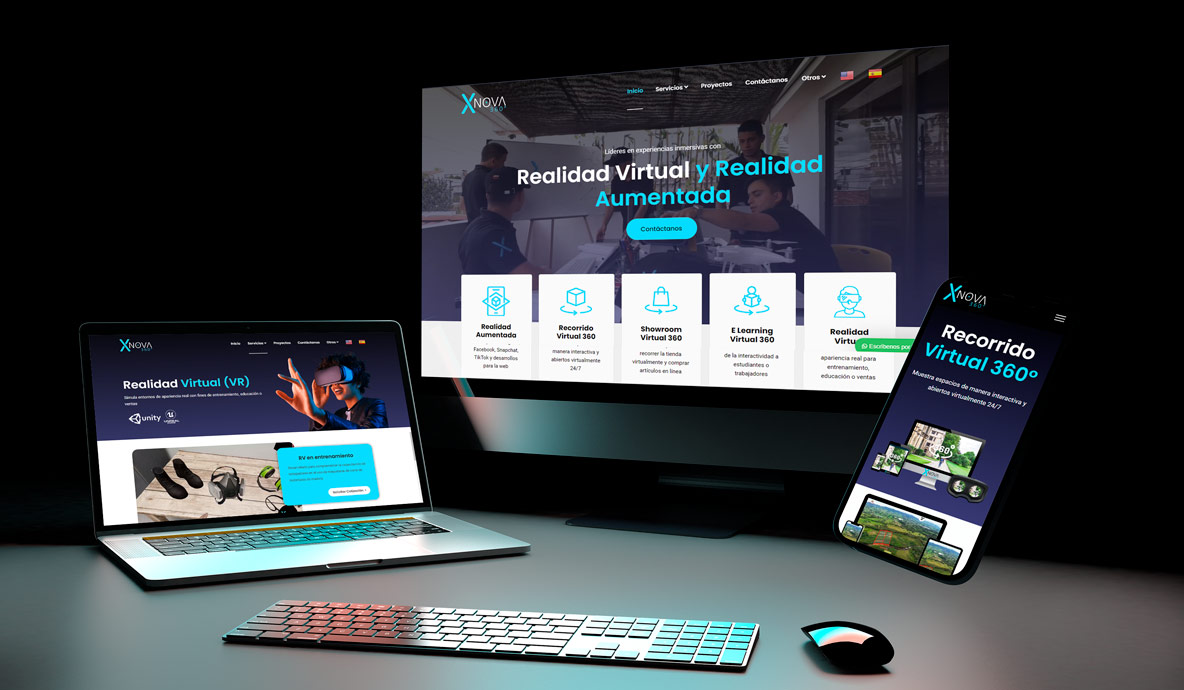 XNOVA
360
Inicio
Servicios
Proyectos
Contáctanos
Otros
Líderes en experiencias inmersivas con
Realidad Virtual y Realidad
Aumentada
Contáctanos
Realidad
Aumentada
Facebook, Snapchat,
TikTok y desarrollos
para la web
Recorrido
Virtual 360
manera interactiva y
abiertos virtualmente
24/7
Showroom
Virtual 360
recorrer la tienda
virtualmente y comprar
artículos en línea
E Learning
Virtual 360
de la interactividad a
estudiantes o
trabajadores
Realidad
Virtu
apariencia real para
entrenamiento,
educación o ventas
Escríbenos por
XNOVA
360
Inicio
Servicios
Proyectos
Contáctanos
Otros
Realidad Virtual (VR)
Simula entornos de apariencia real con fines de entrenamiento, educación o
ventas
unity
RV en entrenamiento
XNOVA
360
Recorrido
Virtual 360°
Muestra espacios de manera interactiva y
abiertos virtualmente 24/7
360°